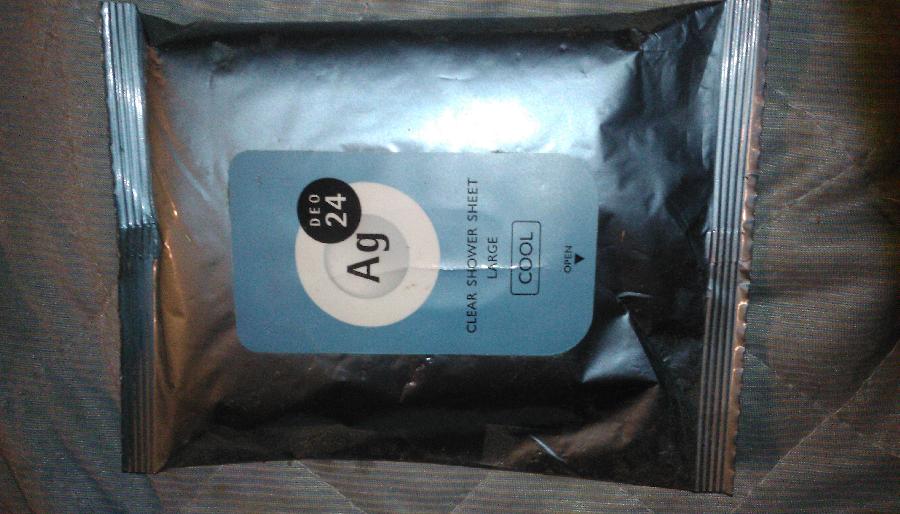 DEO
24
Ag
CLEAR SHOWER SHEET
LARGE
COOL
OPEN